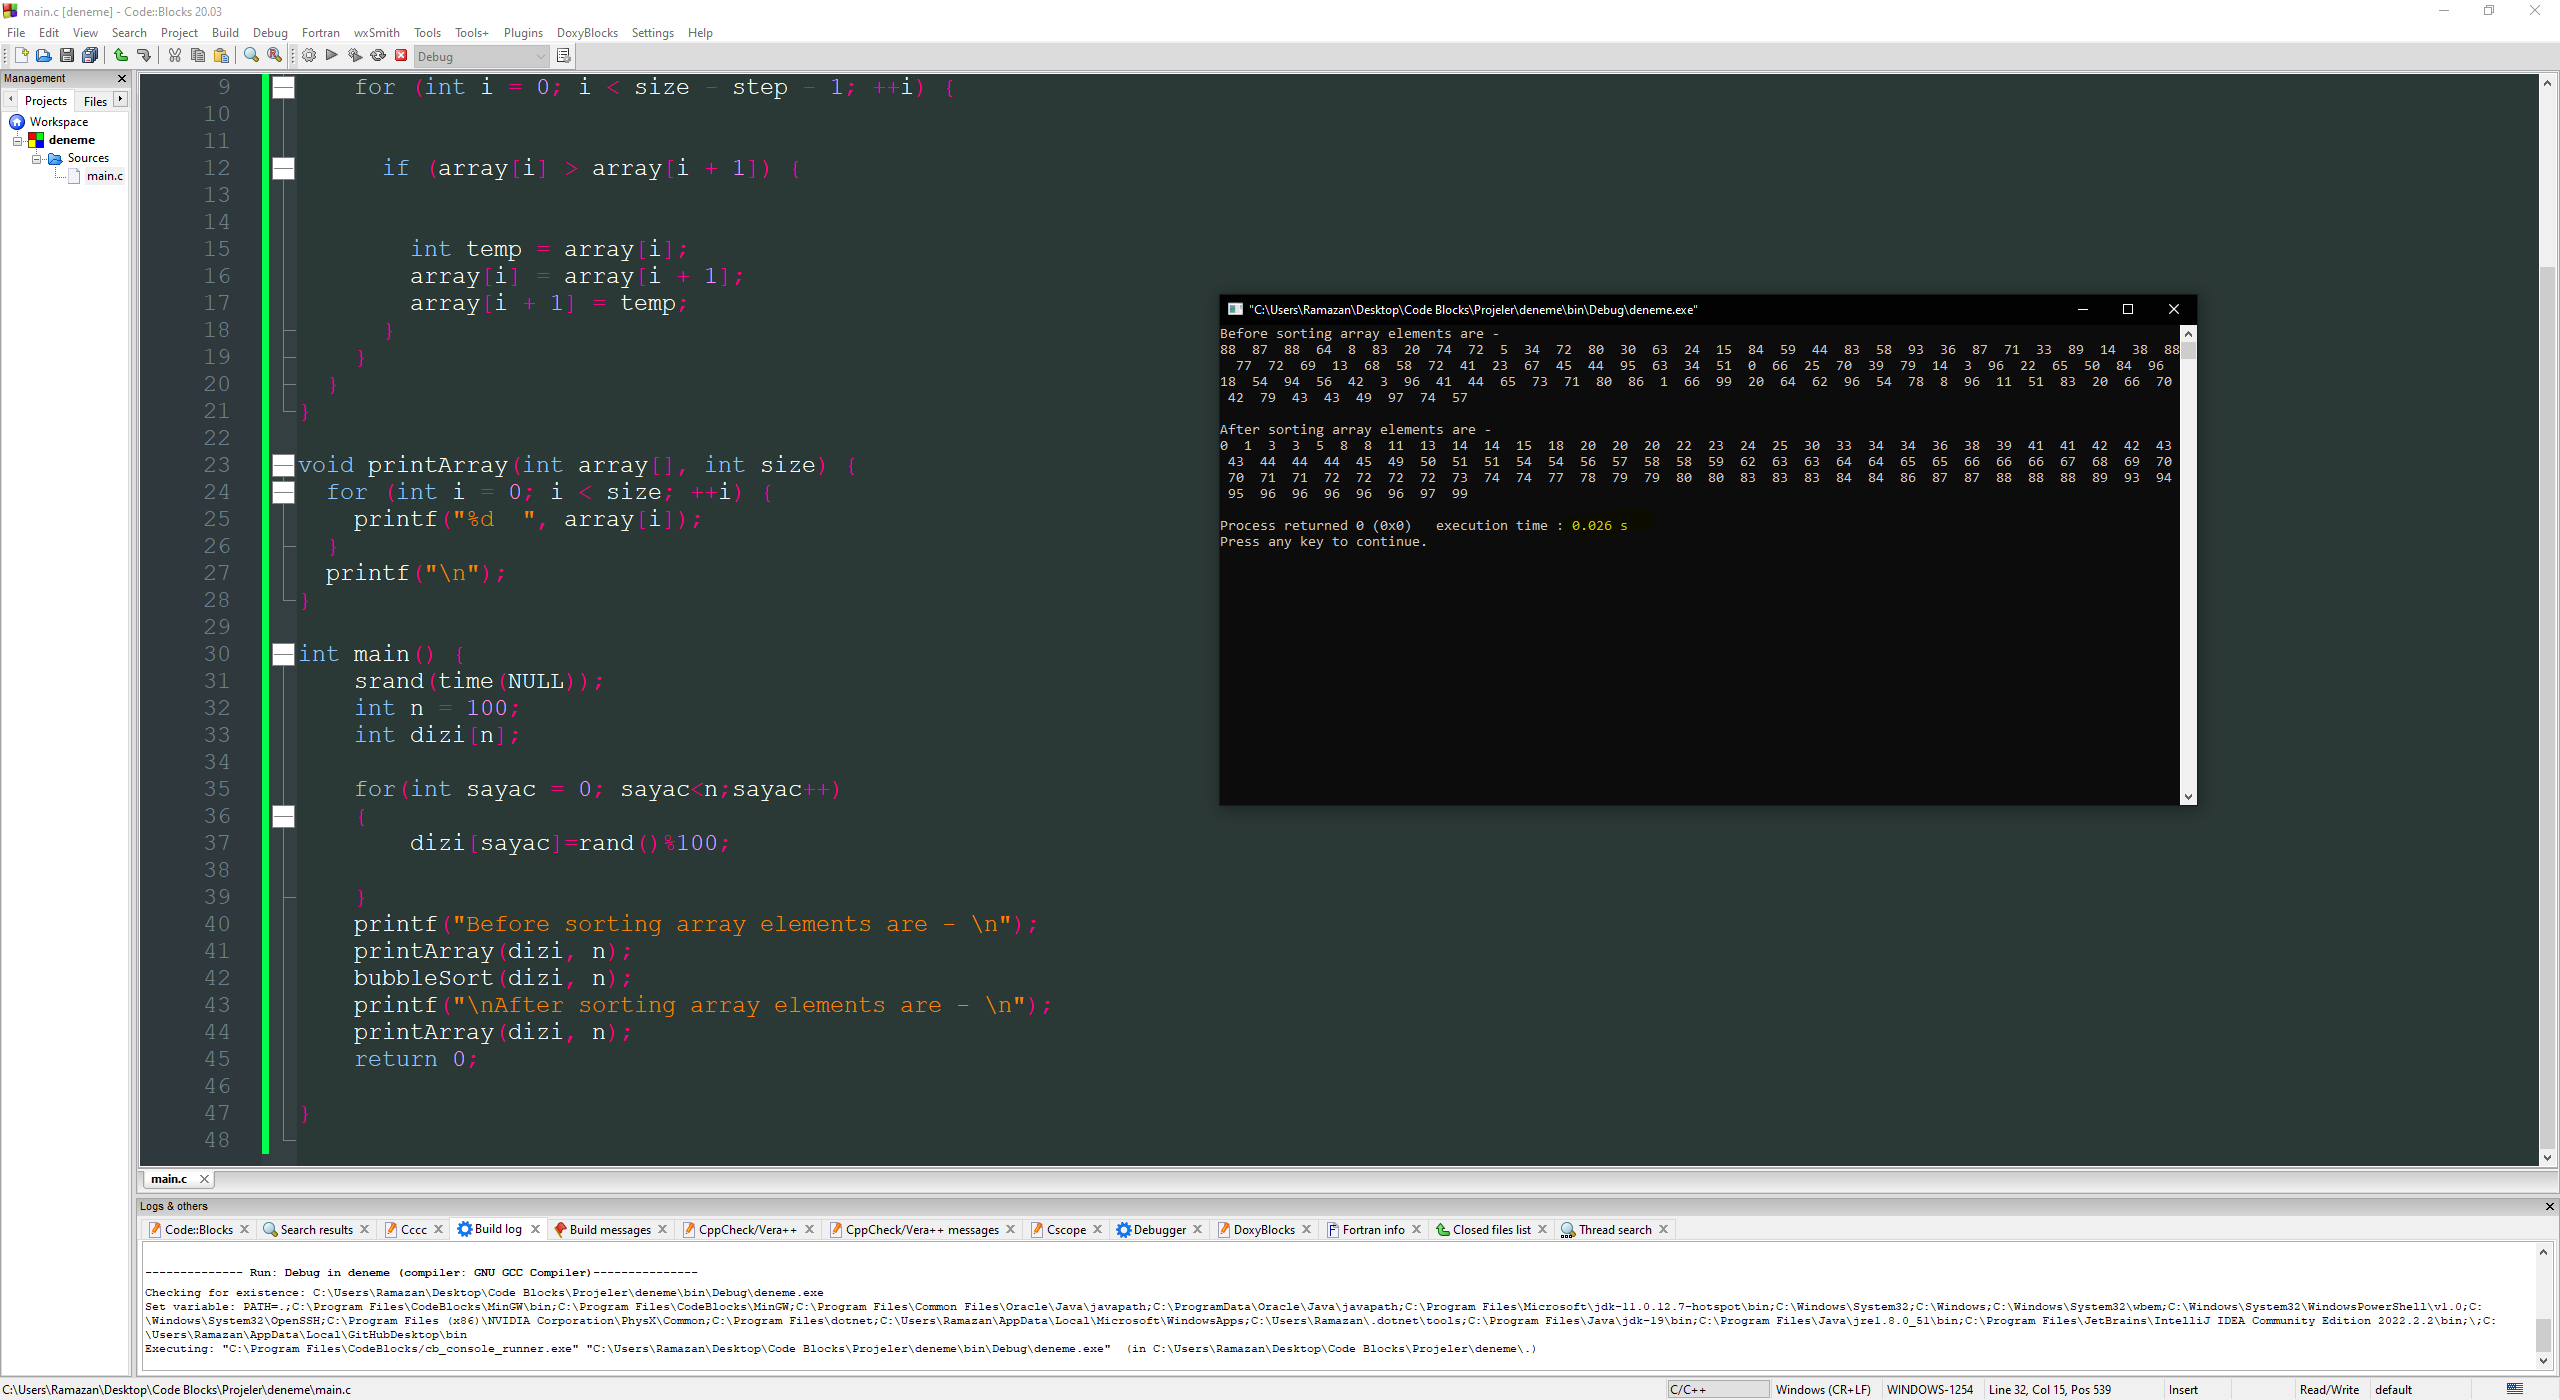 main.c [deneme] - Code::Blocks 20.03
File Edit View Search Project Build Debug Fortran wxSmith Tools Tools+ Plugins DoxyBlocks Settings Help
Debug
Management
Projects Files
Workspace
deneme
Sources
main.c
9 for (int i = 0; i < size - step - 1; ++i) {
10
11
12 if (array[i] > array[i + 1]) {
13
14
15 int temp = array[i];
16 array[i] = array[i + 1];
17 array[i + 1] = temp;
18 }
19 }
20 }
21 }
22
23 void printArray(int array[], int size) {
24 for (int i = 0; i < size; ++i) {
25 printf("%d  ", array[i]);
26 }
27 printf("\n");
28 }
29
30 int main() {
31 srand(time(NULL));
32 int n = 100;
33 int dizi[n];
34
35 for(int sayac = 0; sayac<n;sayac++)
36 {
37 dizi[sayac]=rand()%100;
38
39 }
40 printf("Before sorting array elements are - \n");
41 printArray(dizi, n);
42 bubbleSort(dizi, n);
43 printf("\nAfter sorting array elements are - \n");
44 printArray(dizi, n);
45 return 0;
46
47 }
48
"C:\Users\Ramazan\Desktop\Code Blocks\Projeler\deneme\bin\Debug\deneme.exe"
Before sorting array elements are -
88 87 88 64 8 83 20 74 72 5 34 72 80 30 63 24 15 84 59 44 83 58 93 36 87 71 33 89 14 38 88
77 72 69 13 68 58 72 41 23 67 45 44 95 63 34 51 0 66 25 70 39 79 14 3 96 22 65 50 84 96
18 54 94 56 42 3 96 41 44 65 73 71 80 86 1 66 99 20 64 62 96 54 78 8 96 11 51 83 20 66 70
42 79 43 43 49 97 74 57
After sorting array elements are -
0 1 3 3 5 8 8 11 13 14 14 15 18 20 20 20 22 23 24 25 30 33 34 34 36 38 39 41 41 42 42 43
43 44 44 44 45 49 50 51 51 54 54 56 57 58 58 59 62 63 63 64 64 65 65 66 66 66 67 68 69 70
70 71 71 72 72 72 72 73 74 74 77 78 79 79 80 80 83 83 83 84 84 86 87 87 88 88 88 89 93 94
95 96 96 96 96 96 97 99
Process returned 0 (0x0)   execution time : 0.026 s
Press any key to continue.
main.c
Logs & others
Code::Blocks Search results Cccc Build log Build messages CppCheck/Vera++ CppCheck/Vera++ messages Cscope Debugger DoxyBlocks Fortran info Closed files list Thread search
-------------- Run: Debug in deneme (compiler: GNU GCC Compiler)---------------
Checking for existence: C:\Users\Ramazan\Desktop\Code Blocks\Projeler\deneme\bin\Debug\deneme.exe
Set variable: PATH=.;C:\Program Files\CodeBlocks\MinGW\bin;C:\Program Files\CodeBlocks\MinGW;C:\Program Files\Common Files\Oracle\Java\javapath;C:\ProgramData\Oracle\Java\javapath;C:\Program Files\Microsoft\jdk-11.0.12.7-hotspot\bin;C:\Windows\System32;C:\Windows;C:\Windows\System32\wbem;C:\Windows\System32\WindowsPowerShell\v1.0;C:
\Windows\System32\OpenSSH;C:\Program Files (x86)\NVIDIA Corporation\PhysX\Common;C:\Program Files\dotnet;C:\Users\Ramazan\AppData\Local\Microsoft\WindowsApps;C:\Users\Ramazan\.dotnet\tools;C:\Program Files\Java\jdk-19\bin;C:\Program Files\Java\jre1.8.0_51\bin;C:\Program Files\JetBrains\IntelliJ IDEA Community Edition 2022.2.2\bin;\;C:
\Users\Ramazan\AppData\Local\GitHubDesktop\bin
Executing: "C:\Program Files\CodeBlocks/cb_console_runner.exe" "C:\Users\Ramazan\Desktop\Code Blocks\Projeler\deneme\bin\Debug\deneme.exe"  (in C:\Users\Ramazan\Desktop\Code Blocks\Projeler\deneme\.)
C:\Users\Ramazan\Desktop\Code Blocks\Projeler\deneme\main.c C/C++ Windows (CR+LF) WINDOWS-1254 Line 32, Col 15, Pos 539 Insert Read/Write default